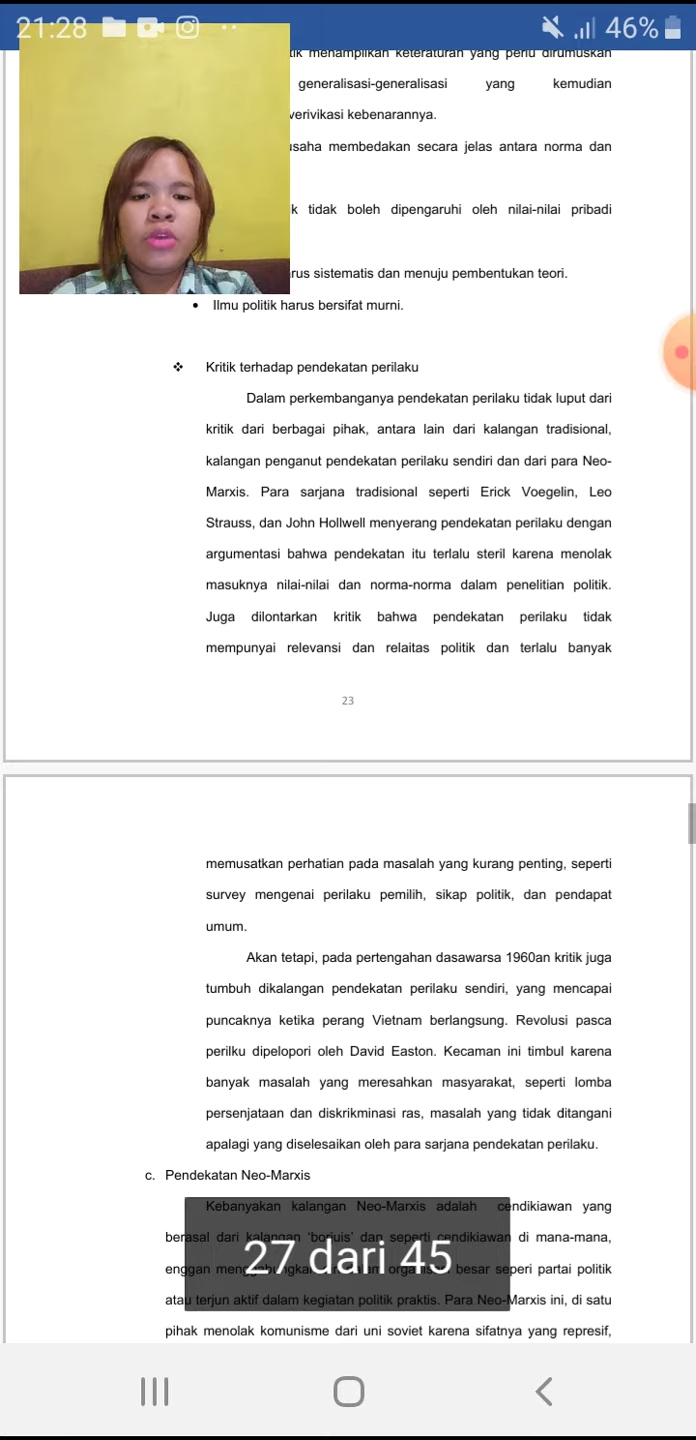 21:28
46%
menampilkan keteraturan yang perlu dirumuskan
generalisasi-generalisasi yang kemudian
verivikasi kebenarannya.
membedakan secara jelas antara norma dan
tidak boleh dipengaruhi oleh nilai-nilai pribadi
sistematis dan menuju pembentukan teori.
• Ilmu politik harus bersifat murni.
❖ Kritik terhadap pendekatan perilaku
Dalam perkembanganya pendekatan perilaku tidak luput dari
kritik dari berbagai pihak, antara lain dari kalangan tradisional,
kalangan penganut pendekatan perilaku sendiri dan dari para Neo-
Marxis. Para sarjana tradisional seperti Erick Voegelin, Leo
Strauss, dan John Hollwell menyerang pendekatan perilaku dengan
argumentasi bahwa pendekatan itu terlalu steril karena menolak
masuknya nilai-nilai dan norma-norma dalam penelitian politik.
Juga dilontarkan kritik bahwa pendekatan perilaku tidak
mempunyai relevansi dan relaitas politik dan terlalu banyak
23
memusatkan perhatian pada masalah yang kurang penting, seperti
survey mengenai perilaku pemilih, sikap politik, dan pendapat
umum.
Akan tetapi, pada pertengahan dasawarsa 1960an kritik juga
tumbuh dikalangan pendekatan perilaku sendiri, yang mencapai
puncaknya ketika perang Vietnam berlangsung. Revolusi pasca
perilku dipelopori oleh David Easton. Kecaman ini timbul karena
banyak masalah yang meresahkan masyarakat, seperti lomba
persenjataan dan diskrikminasi ras, masalah yang tidak ditangani
apalagi yang diselesaikan oleh para sarjana pendekatan perilaku.
c. Pendekatan Neo-Marxis
Kebanyakan kalangan Neo-Marxis adalah cendikiawan yang
berasal dari kalangan 'borjuis' dan seperti cendikiawan di mana-mana,
27 dari 45
enggan besar seperi partai politik
atau terjun aktif dalam kegiatan politik praktis. Para Neo-Marxis ini, di satu
pihak menolak komunisme dari uni soviet karena sifatnya yang represif,